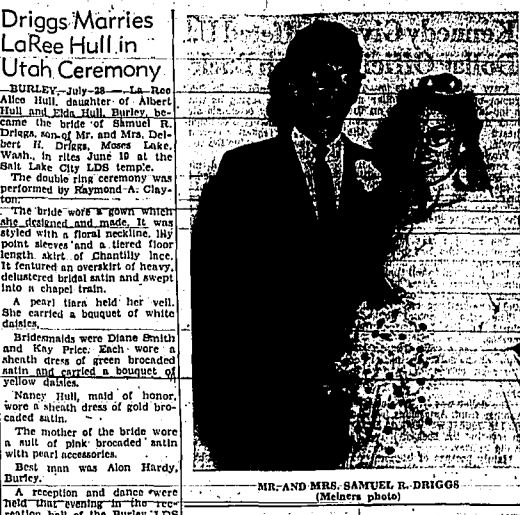 Driggs Marries
LaRee Hull in
Utah Ceremony
BURLEY, July 28 — La Ree
Alice Hull, daughter of Albert
Hull and Elda Hull, Burley, be-
came the bride of Samuel R.
Driggs, son of Mr. and Mrs. Del-
bert H. Driggs, Moses Lake,
Wash., in rites June 10 at the
Salt Lake City LDS temple.
The double ring ceremony was
performed by Raymond A. Clay-
ton.
The bride wore a gown which
she designed and made. It was
styled with a floral neckline, lily
point sleeves and a tiered floor
length skirt of Chantilly lace.
It featured an overskirt of heavy,
delustered bridal satin and swept
into a chapel train.
A pearl tiara held her veil.
She carried a bouquet of white
daisies.
Bridesmaids were Diane Smith
and Kay Price. Each wore a
sheath dress of green brocaded
satin and carried a bouquet of
yellow daisies.
Nancy Hull, maid of honor,
wore a sheath dress of gold bro-
caded satin.
The mother of the bride wore
a suit of pink brocaded satin
with pearl accessories.
Best man was Alon Hardy,
Burley.
A reception and dance were
held that evening in the rec-
reation hall of the Burley LDS
MR. AND MRS. SAMUEL R. DRIGGS
(Meiners photo)